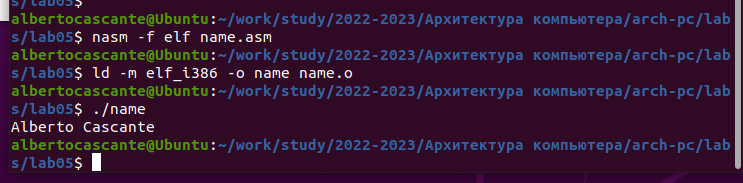 s/lab05$
albertocascante@Ubuntu:~/work/study/2022-2023/Архитектура компьютера/arch-pc/lab
s/lab05$ nasm -f elf name.asm
albertocascante@Ubuntu:~/work/study/2022-2023/Архитектура компьютера/arch-pc/lab
s/lab05$ ld -m elf_i386 -o name name.o
albertocascante@Ubuntu:~/work/study/2022-2023/Архитектура компьютера/arch-pc/lab
s/lab05$ ./name
Alberto Cascante
albertocascante@Ubuntu:~/work/study/2022-2023/Архитектура компьютера/arch-pc/lab
s/lab05$